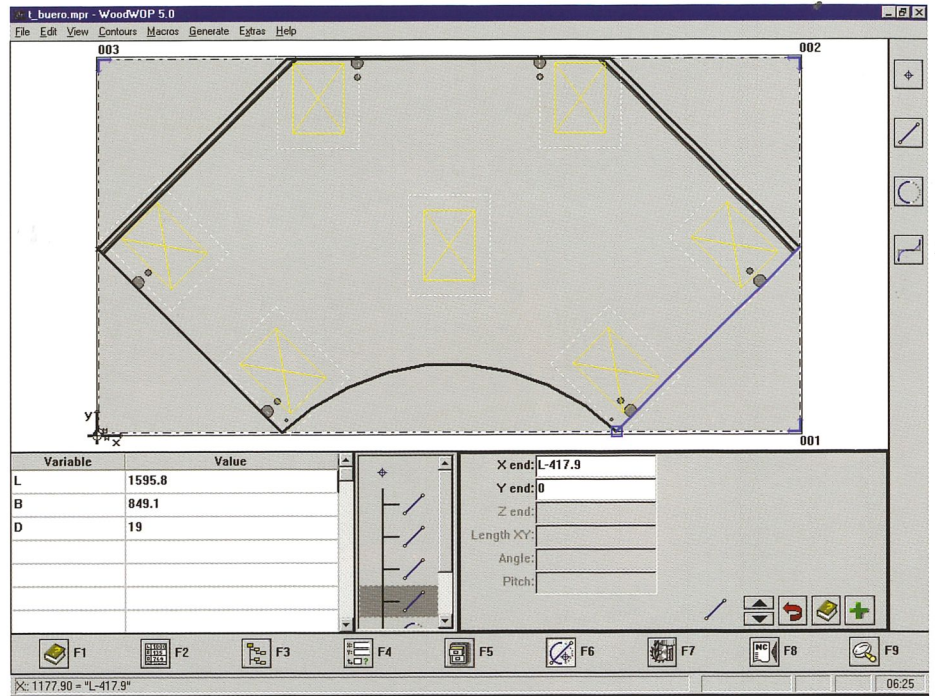 t_buero.mpr - WoodWOP 5.0
File Edit View Contours Macros Generate Extras Help
003 002
Y
X
001
Variable Value
L 1595.8
B 849.1
D 19
X end: L-417.9
Y end: 0
Z end:
Length XY:
Angle:
Pitch:
F1 F2 F3 F4 F5 F6 F7 NC F8 F9
X:: 1177.90 = "L-417.9" 06:25